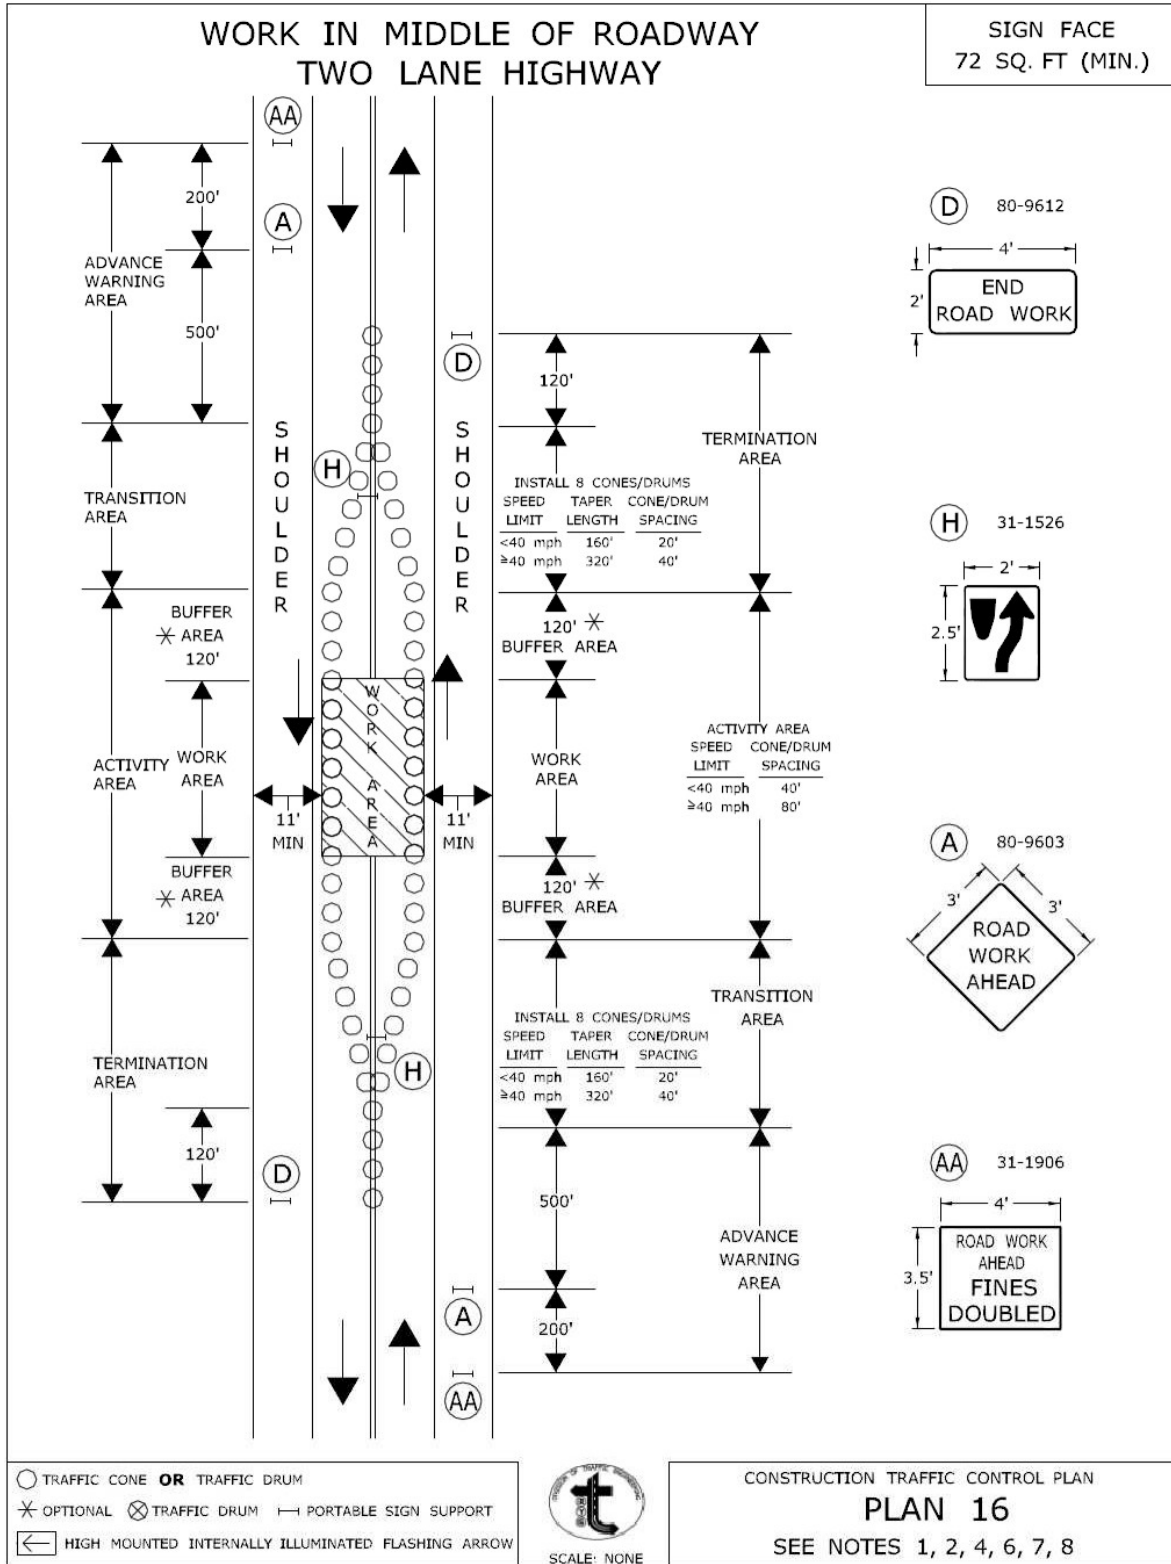 WORK IN MIDDLE OF ROADWAY
TWO LANE HIGHWAY
SIGN FACE
72 SQ. FT (MIN.)
AA
200'
A
ADVANCE
WARNING
AREA
500'
SHOULDER
H
TRANSITION
AREA
BUFFER
* AREA
120'
ACTIVITY
AREA
WORK
AREA
11'
MIN
BUFFER
* AREA
120'
TERMINATION
AREA
120'
D
WORK AREA
D
SHOULDER
120'
TERMINATION
AREA
INSTALL 8 CONES/DRUMS
SPEED TAPER CONE/DRUM
LIMIT LENGTH SPACING
<40 mph 160' 20'
≥40 mph 320' 40'
120' *
BUFFER AREA
WORK
AREA
11'
MIN
ACTIVITY AREA
SPEED CONE/DRUM
LIMIT SPACING
<40 mph 40'
≥40 mph 80'
120' *
BUFFER AREA
TRANSITION
AREA
INSTALL 8 CONES/DRUMS
SPEED TAPER CONE/DRUM
LIMIT LENGTH SPACING
<40 mph 160' 20'
≥40 mph 320' 40'
H
500'
ADVANCE
WARNING
AREA
A
200'
AA
D 80-9612
4'
2'
END
ROAD WORK
H 31-1526
2'
2.5'
A 80-9603
3'
3'
ROAD
WORK
AHEAD
AA 31-1906
4'
3.5'
ROAD WORK
AHEAD
FINES
DOUBLED
TRAFFIC CONE OR TRAFFIC DRUM
* OPTIONAL TRAFFIC DRUM PORTABLE SIGN SUPPORT
HIGH MOUNTED INTERNALLY ILLUMINATED FLASHING ARROW
DIVISION OF TRAFFIC ENGINEERING
SCALE: NONE
CONSTRUCTION TRAFFIC CONTROL PLAN
PLAN 16
SEE NOTES 1, 2, 4, 6, 7, 8